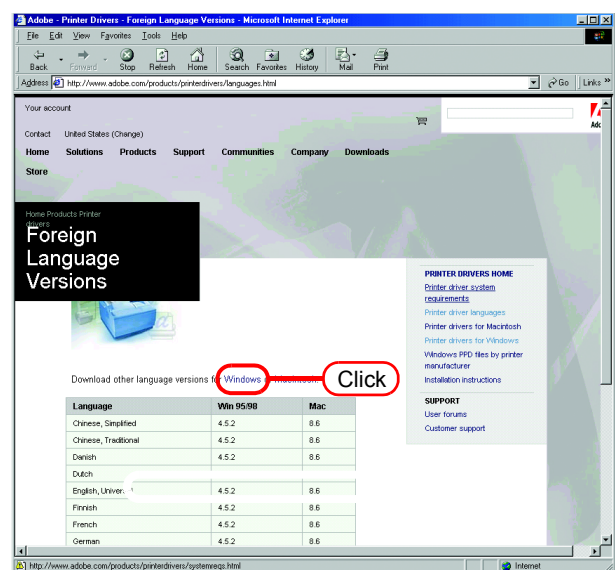 Adobe - Printer Drivers - Foreign Language Versions - Microsoft Internet Explorer
File Edit View Favorites Tools Help
Back Forward Stop Refresh Home Search Favorites History Mail Print
Address http://www.adobe.com/products/printerdrivers/languages.html Go Links »
Your account
Contact United States (Change)
Home Solutions Products Support Communities Company Downloads
Store
Home Products Printer
drivers
Foreign
Language
Versions
PRINTER DRIVERS HOME
Printer driver system
requirements
Printer driver languages
Printer drivers for Macintosh
Printer drivers for Windows
Windows PPD files by printer
manufacturer
Installation instructions
SUPPORT
User forums
Customer support
Download other language versions for Windows
Click
Language Win 95/98 Mac
Chinese, Simplified 4.5.2 8.6
Chinese, Traditional 4.5.2 8.6
Danish 4.5.2 8.6
Dutch
English, 4.5.2 8.6
Finnish 4.5.2 8.6
French 4.5.2 8.6
German 4.5.2 8.6
http://www.adobe.com/products/printerdrivers/systemreqs.html Internet